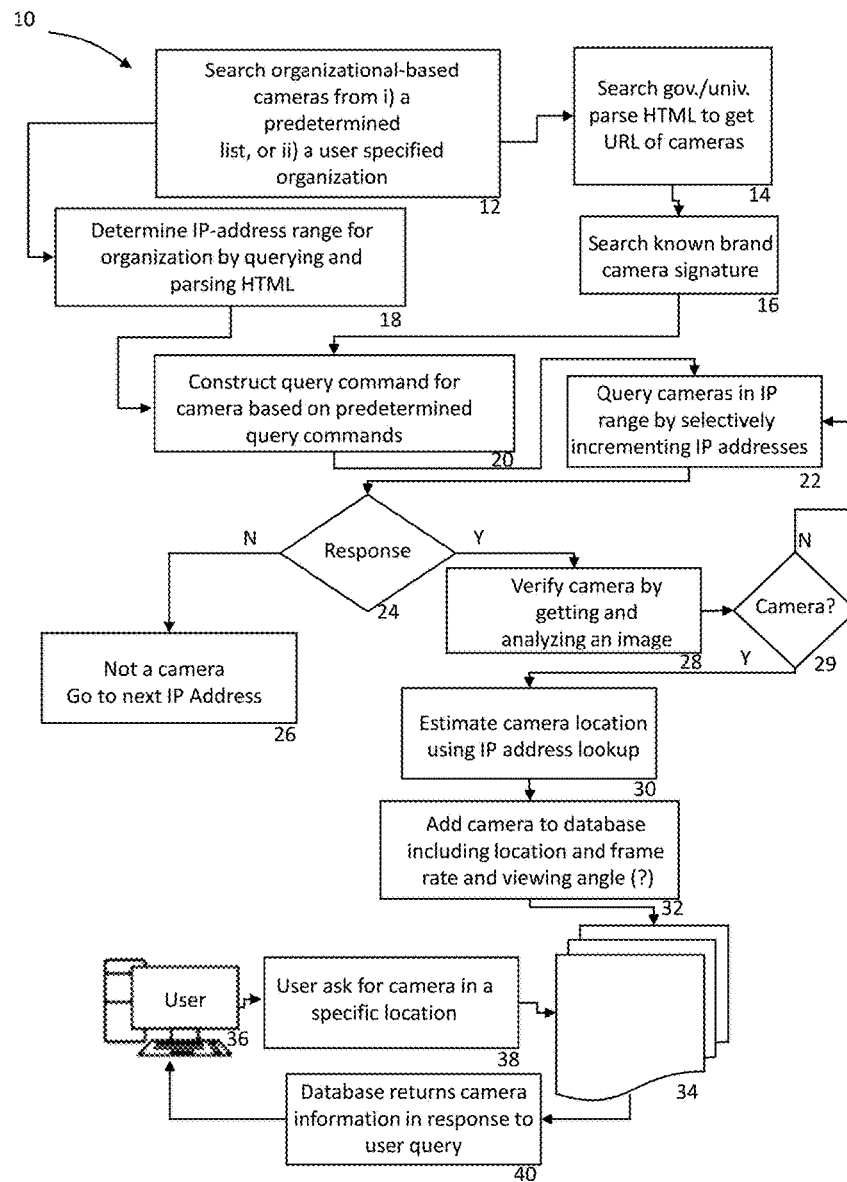 10
Search organizational-based
cameras from i) a
predetermined
list, or ii) a user specified
organization
12
Search gov./univ.
parse HTML to get
URL of cameras
14
Determine IP-address range for
organization by querying and
parsing HTML
18
Search known brand
camera signature
16
Construct query command for
camera based on predetermined
query commands
20
Query cameras in IP
range by selectively
incrementing IP addresses
22
N
Response
Y
24
Not a camera
Go to next IP Address
26
Verify camera by
getting and
analyzing an image
28
N
Camera?
Y
29
Estimate camera location
using IP address lookup
30
Add camera to database
including location and frame
rate and viewing angle (?)
32
User
36
User ask for camera in a
specific location
38
34
Database returns camera
information in response to
user query
40